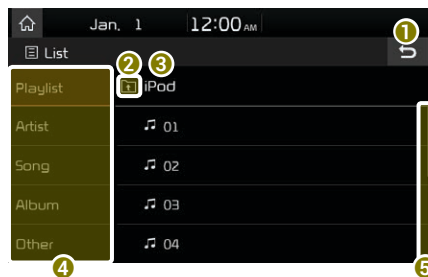 Jan. 1 12:00 AM
List
1
2 3
Playlist
iPod
Artist
01
Song
02
Album
03
Other
04
4
5